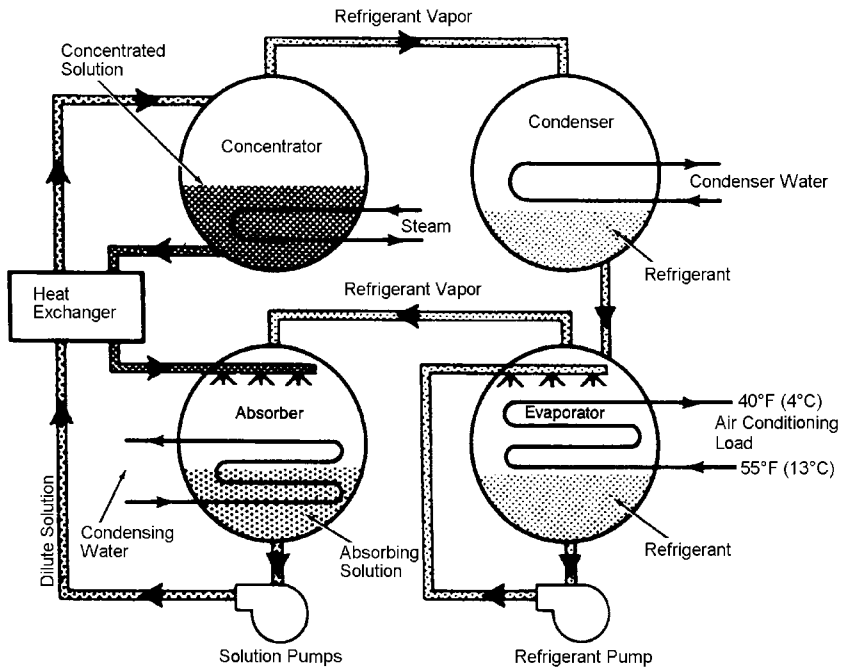 Refrigerant Vapor
Concentrated
Solution
Concentrator
Condenser
Condenser Water
Steam
Refrigerant
Heat
Exchanger
Refrigerant Vapor
Absorber
Evaporator
40°F (4°C)
Air Conditioning
Load
55°F (13°C)
Dilute Solution
Condensing
Water
Absorbing
Solution
Refrigerant
Solution Pumps
Refrigerant Pump